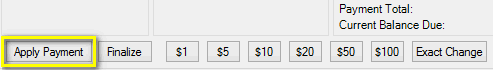 Payment Total:
Current Balance Due:
Apply Payment Finalize $1 $5 $10 $20 $50 $100 Exact Change